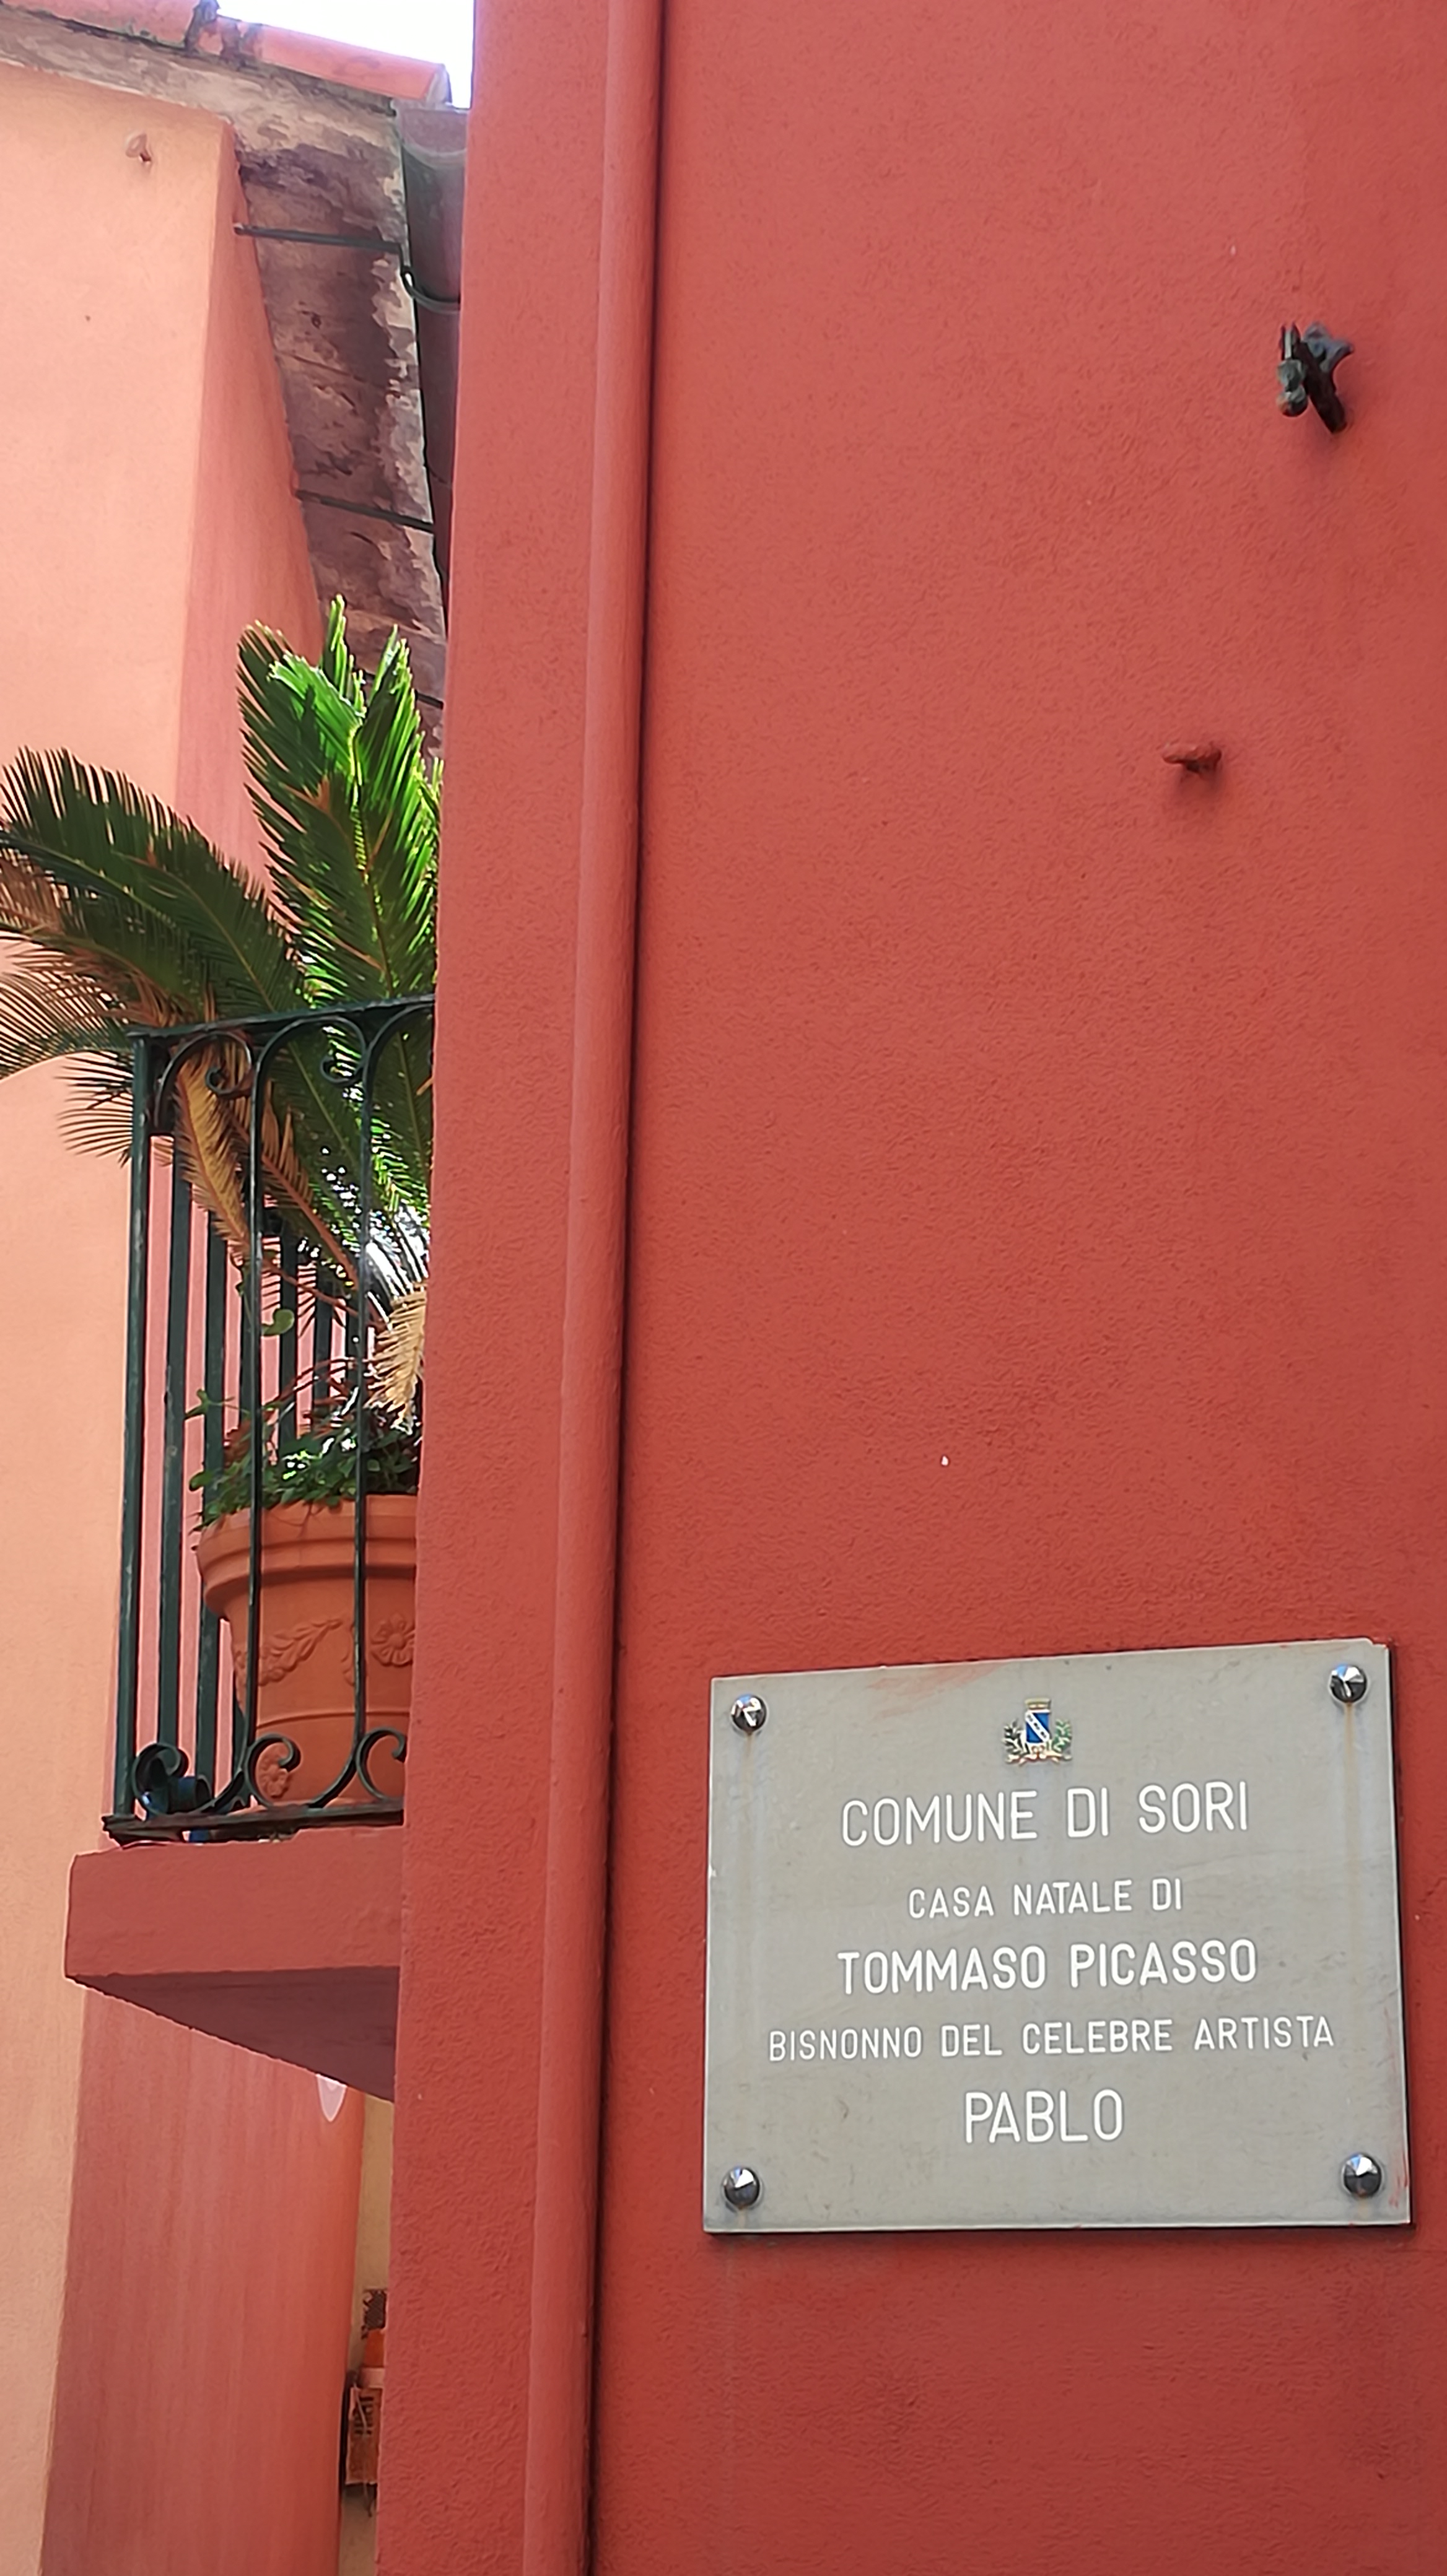 COMUNE DI SORI
CASA NATALE DI
TOMMASO PICASSO
BISNONNO DEL CELEBRE ARTISTA
PABLO